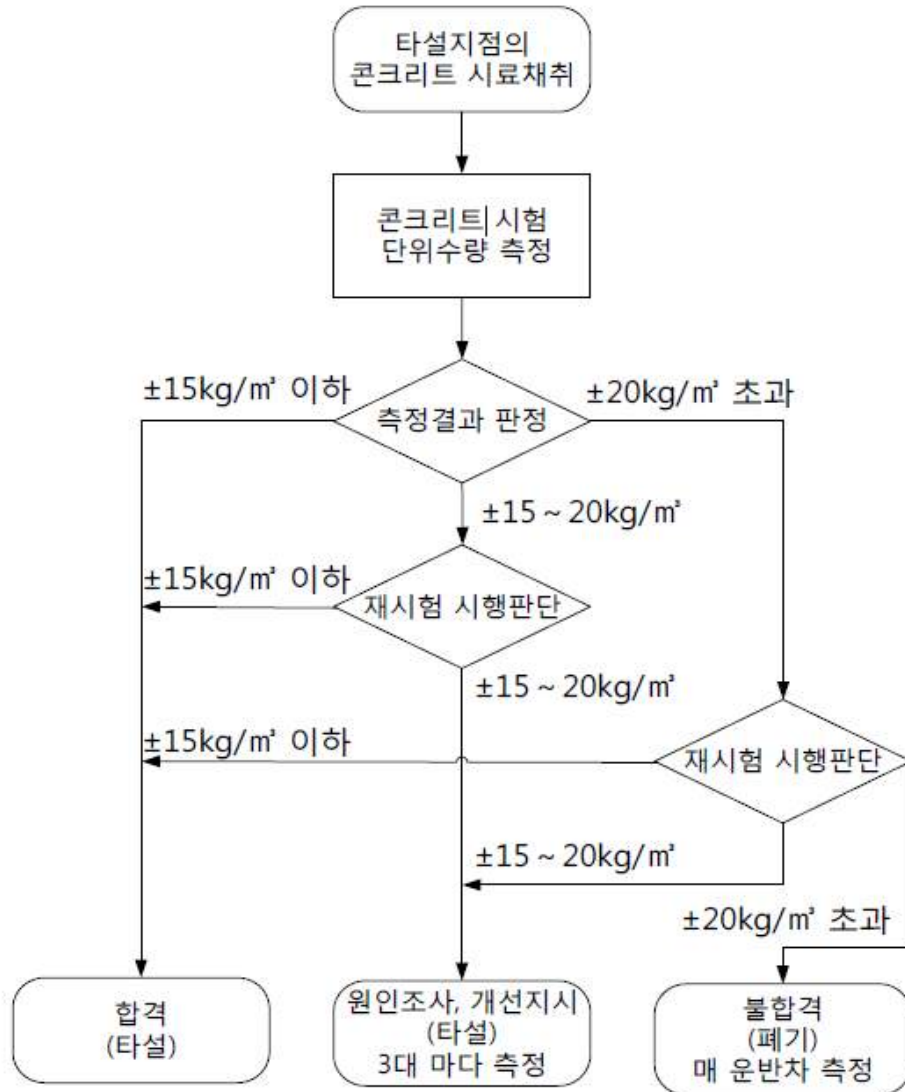 타설지점의
콘크리트 시료채취
콘크리트 시험
단위수량 측정
±15kg/㎥ 이하
±20kg/㎥ 초과
측정결과 판정
±15 ~ 20kg/㎥
±15kg/㎥ 이하
재시험 시행판단
±15 ~ 20kg/㎥
±15kg/㎥ 이하
재시험 시행판단
±15 ~ 20kg/㎥
±20kg/㎥ 초과
합격
(타설)
원인조사, 개선지시
(타설)
3대 마다 측정
불합격
(폐기)
매 운반차 측정